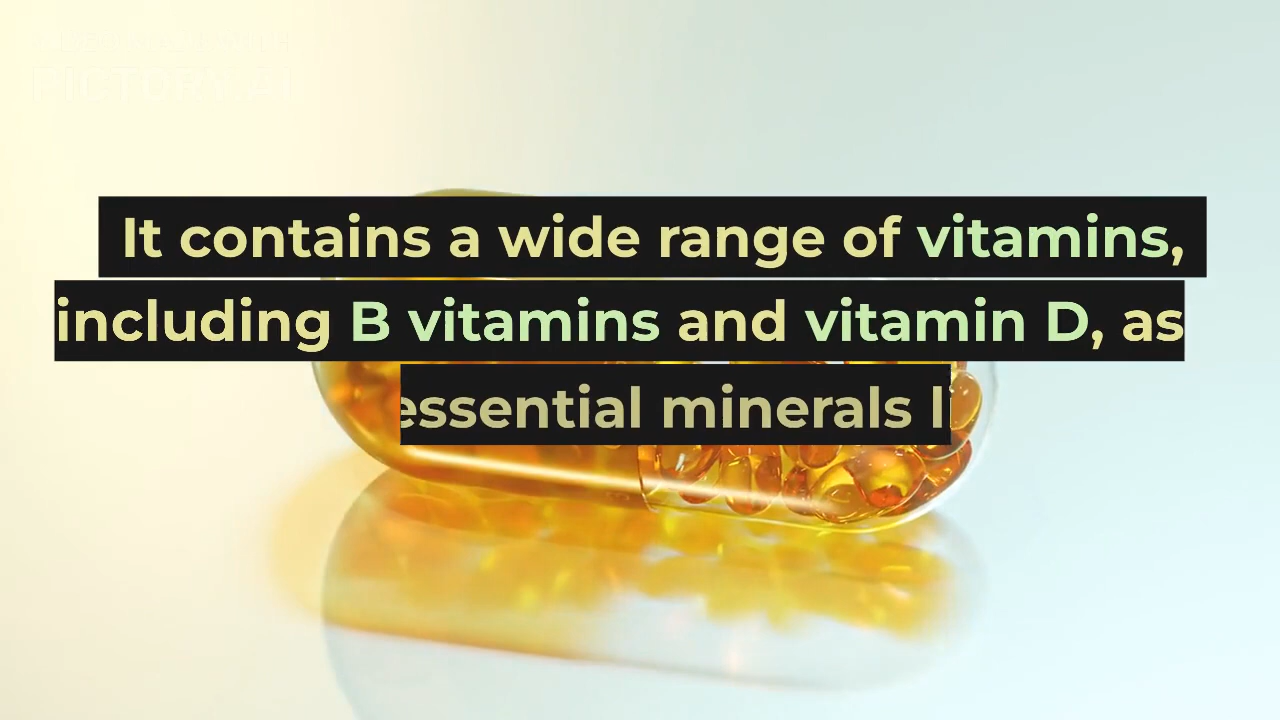 It contains a wide range of vitamins,
including B vitamins and vitamin D, as
essential minerals